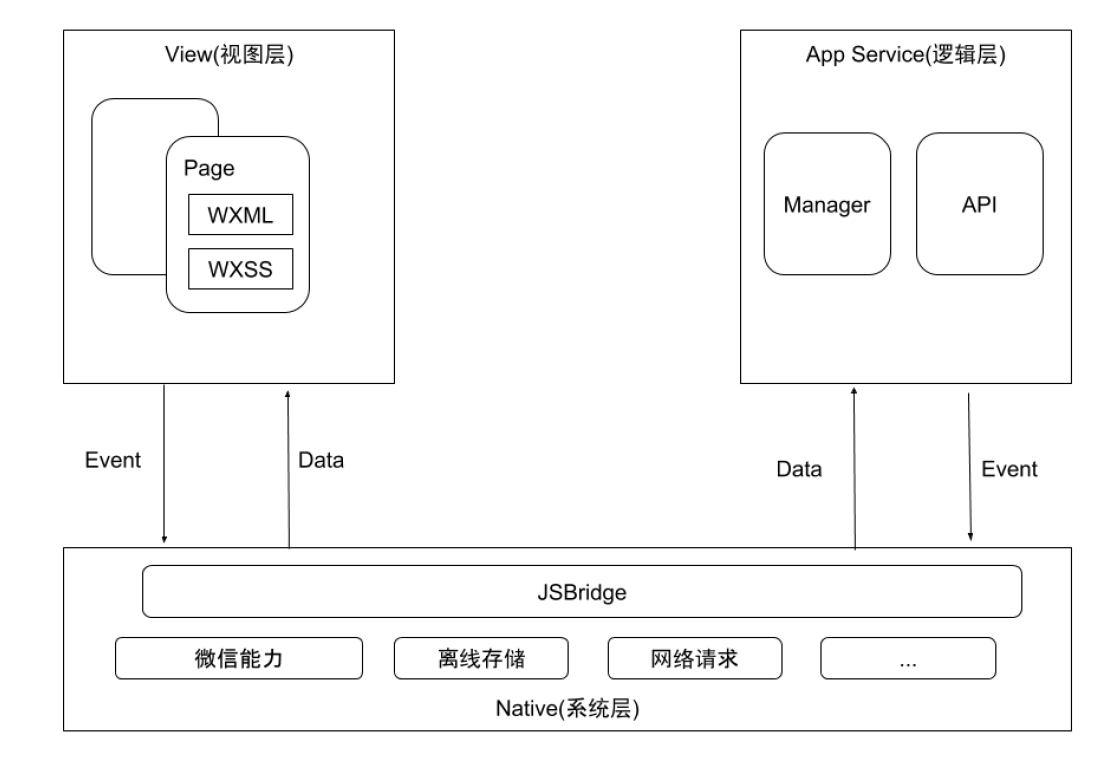 View(视图层)
Page
WXML
WXSS
App Service(逻辑层)
Manager
API
Event
Data
Data
Event
JSBridge
微信能力
离线存储
网络请求
...
Native(系统层)